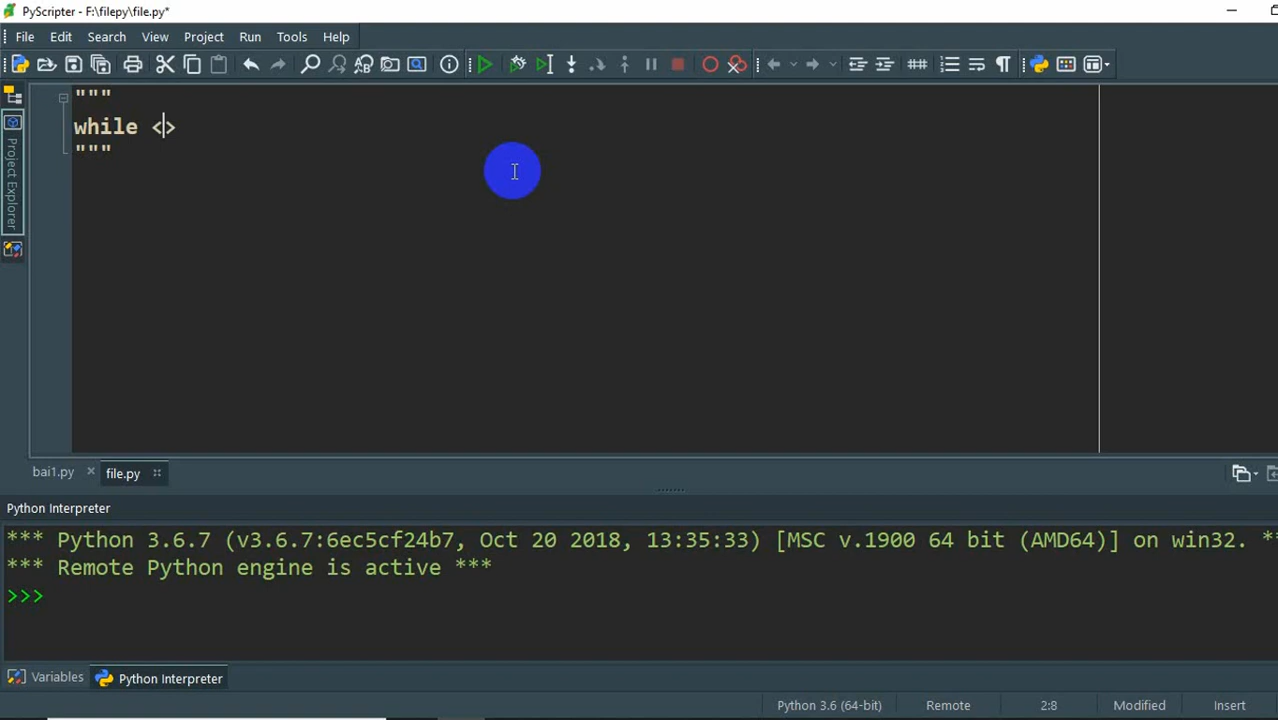 PyScripter - F:\filepy\file.py*
File Edit Search View Project Run Tools Help
"""
while <>
"""
Project Explorer
bai1.py × file.py
Python Interpreter
*** Python 3.6.7 (v3.6.7:6ec5cf24b7, Oct 20 2018, 13:35:33) [MSC v.1900 64 bit (AMD64)] on win32. **
*** Remote Python engine is active ***
>>>
Variables Python Interpreter
Python 3.6 (64-bit) Remote 2:8 Modified Insert